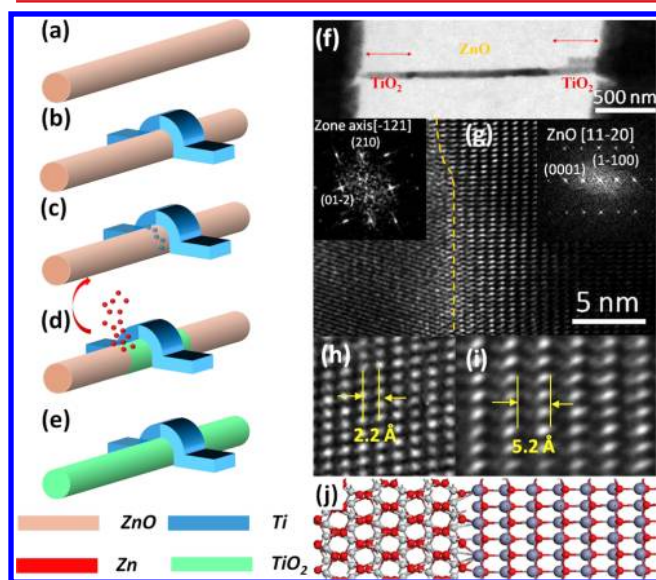 (a)
(b)
(c)
(d)
(e)
ZnO Ti
Zn TiO2
(f)
ZnO
TiO2 TiO2
500 nm
Zone axis[-121]
(210)
(01-2)
(g)
ZnO [11-20]
(0001) (1-100)
5 nm
(h)
2.2 Å
(i)
5.2 Å
(j)